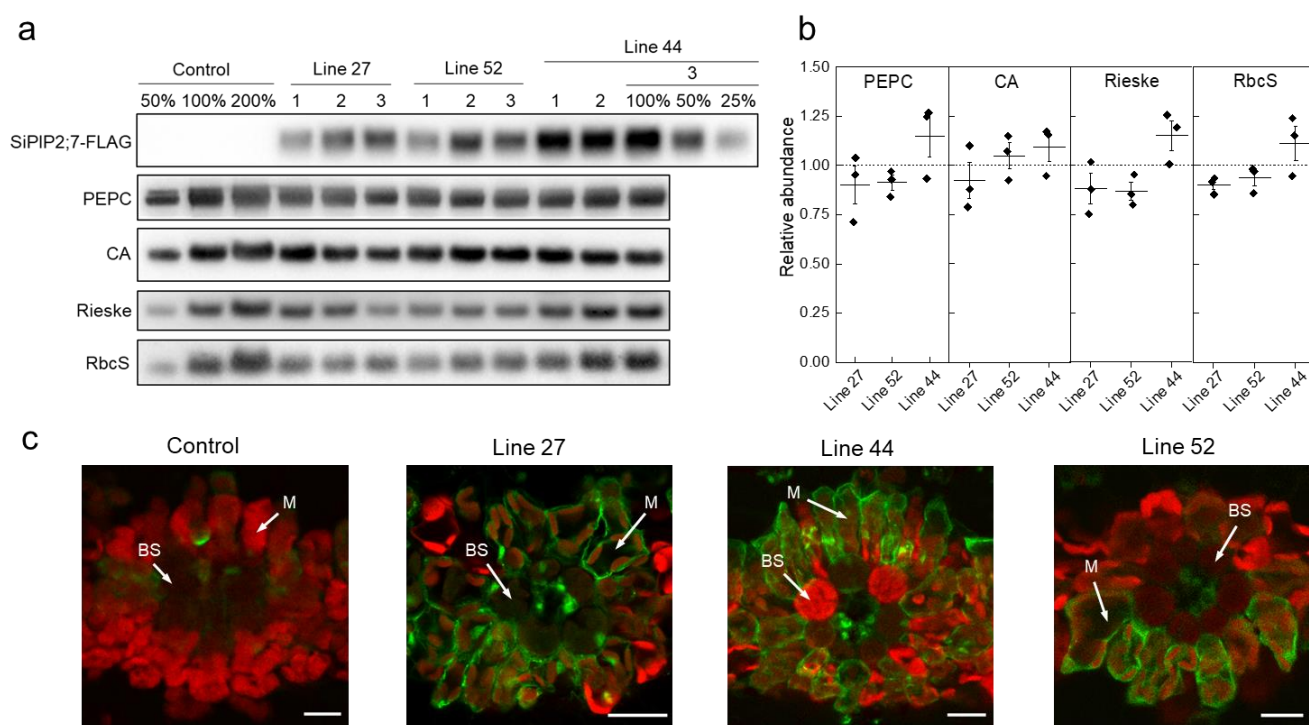 a
Control
Line 27
Line 52
Line 44
3
50% 100% 200% 1 2 3 1 2 3 1 2 100% 50% 25%
SiPIP2;7-FLAG
PEPC
CA
Rieske
RbcS
b
PEPC CA Rieske RbcS
Relative abundance
1.50
1.25
1.00
0.75
0.50
0.25
0.00
Line 27 Line 52 Line 44 Line 27 Line 52 Line 44 Line 27 Line 52 Line 44 Line 27 Line 52 Line 44
c
Control Line 27 Line 44 Line 52
M
BS
M
BS
M
BS
BS
M